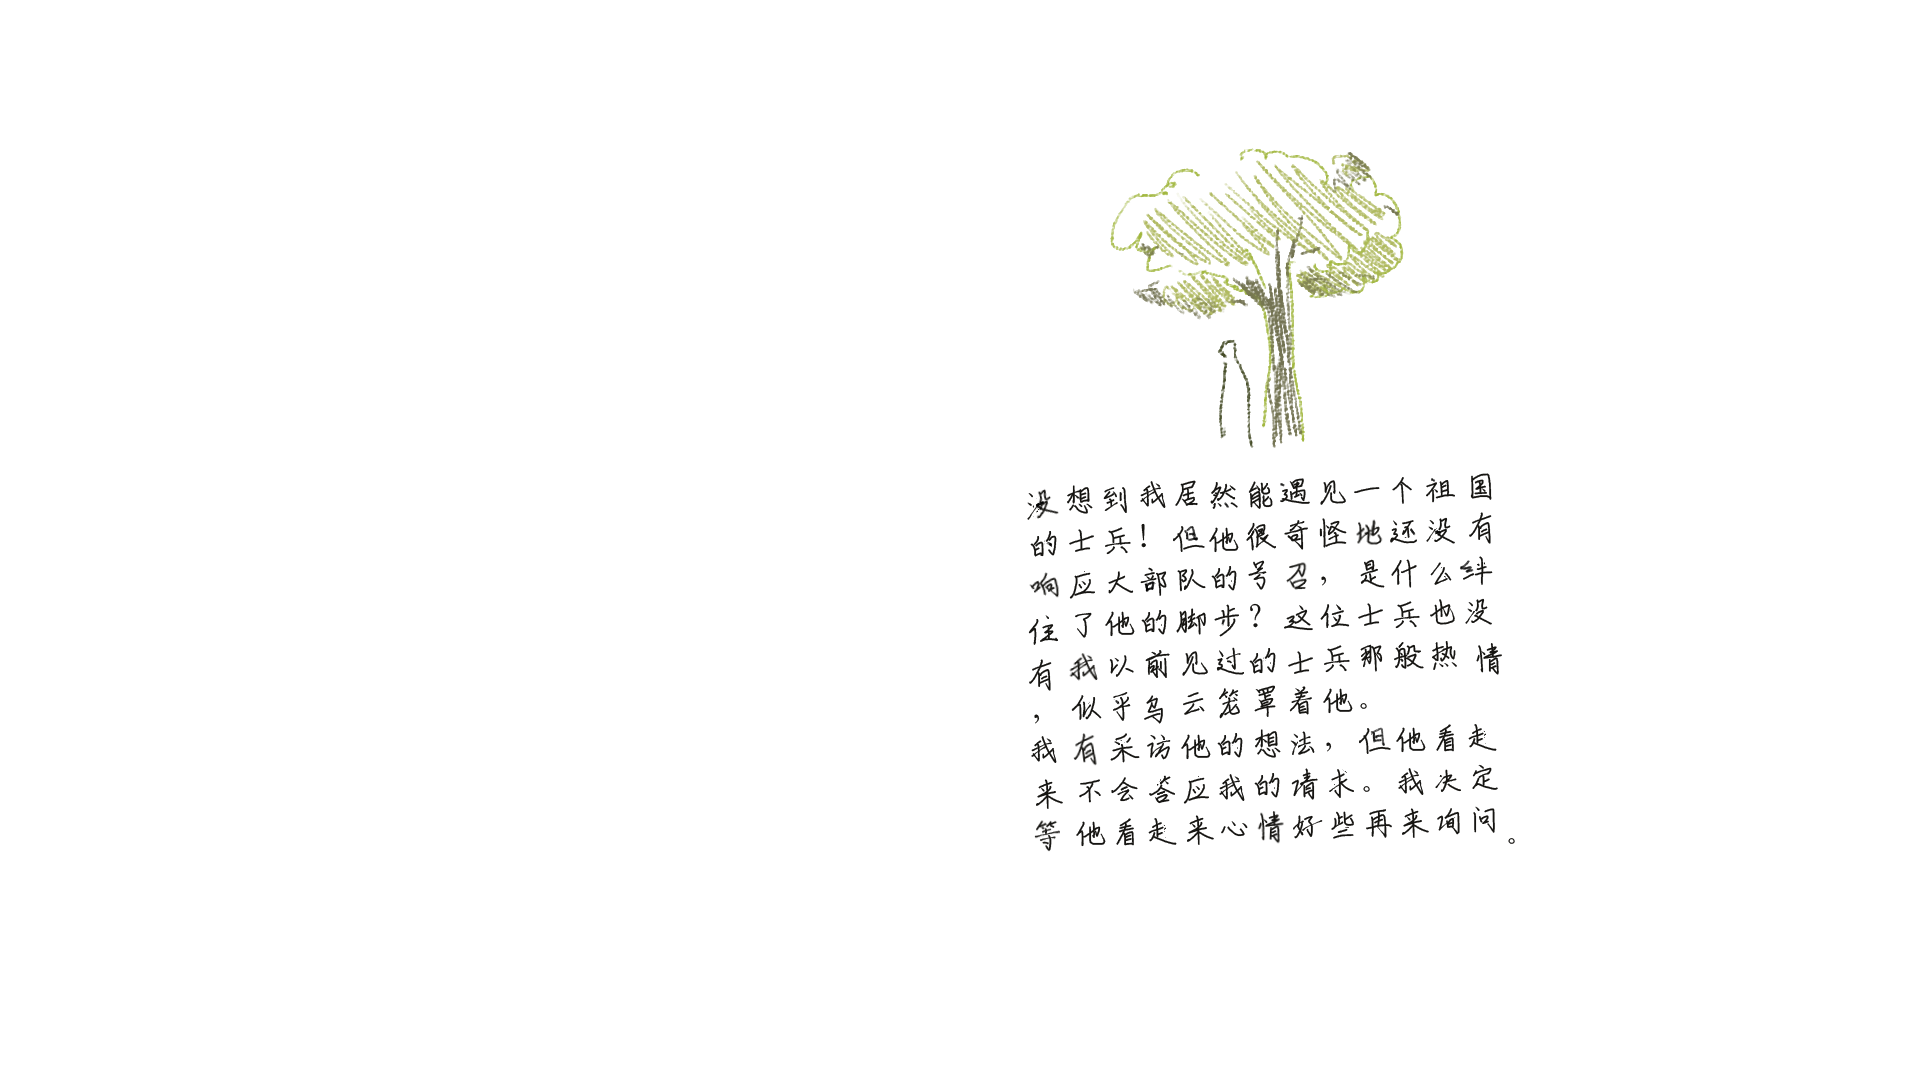 没想到我居然能遇见一个祖国
的士兵！但他很奇怪地还没有
响应大部队的号召，是什么绊
住了他的脚步？这位士兵也没
有我以前见过的士兵那般热情
，似乎乌云笼罩着他。
我有采访他的想法，但他看走
来不会答应我的请求。我决定
等他看走来心情好些再来询问。